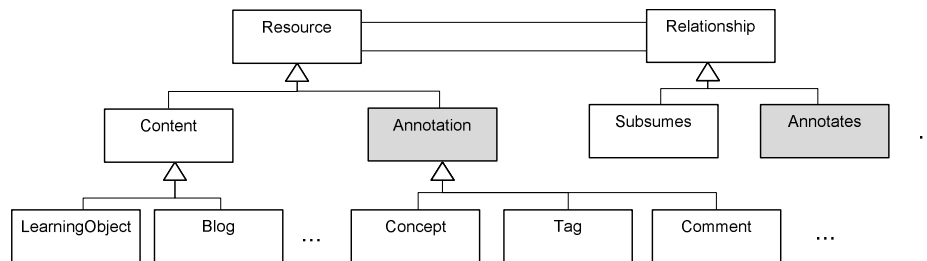 Resource
Relationship
Content
Annotation
Subsumes
Annotates
.
LearningObject
Blog
...
Concept
Tag
Comment
...